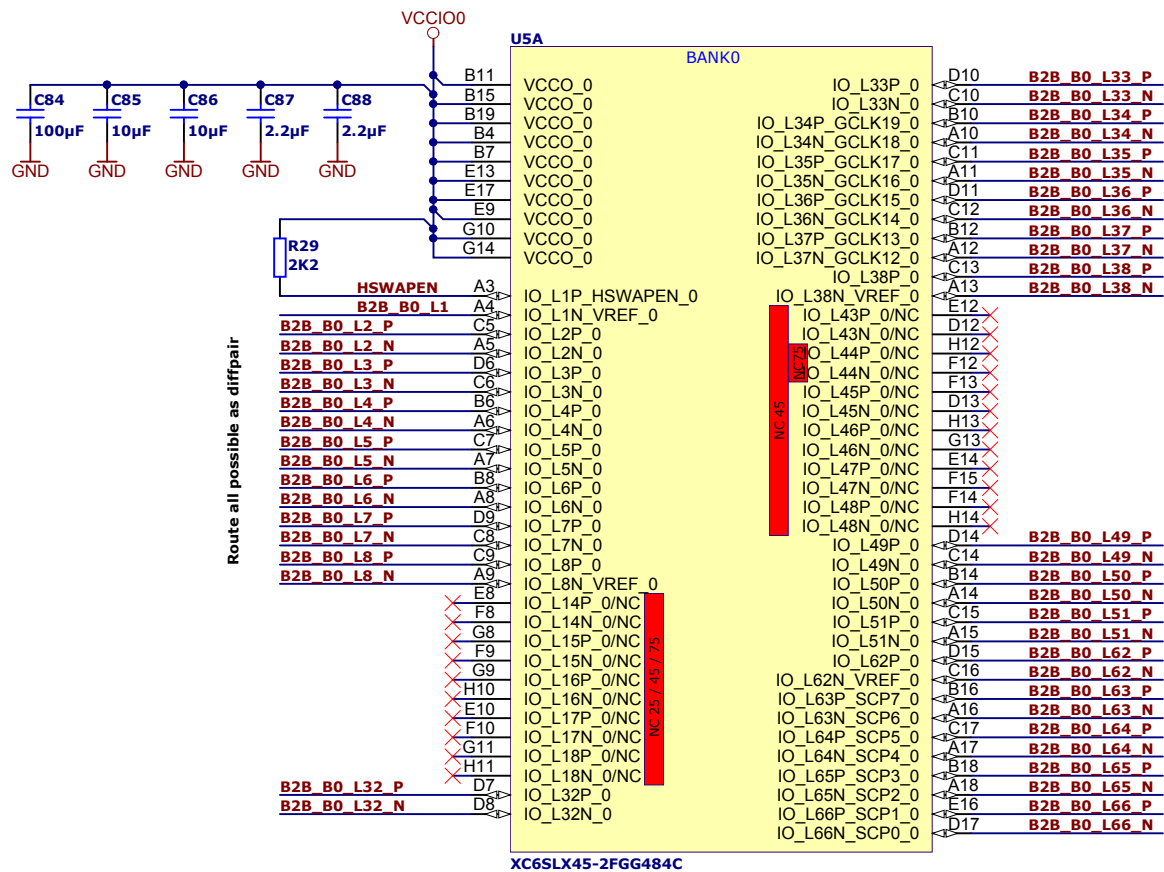 VCCIO0
U5A
BANK0
C84
100µF
C85
10µF
C86
10µF
C87
2.2µF
C88
2.2µF
GND
GND
GND
GND
GND
R29
2K2
B11 VCCO_0
B15 VCCO_0
B19 VCCO_0
B4 VCCO_0
B7 VCCO_0
E13 VCCO_0
E17 VCCO_0
E9 VCCO_0
G10 VCCO_0
G14 VCCO_0
HSWAPEN A3 IO_L1P_HSWAPEN_0
B2B_B0_L1 A4 IO_L1N_VREF_0
B2B_B0_L2_P C5 IO_L2P_0
B2B_B0_L2_N A5 IO_L2N_0
B2B_B0_L3_P D6 IO_L3P_0
B2B_B0_L3_N C6 IO_L3N_0
B2B_B0_L4_P B6 IO_L4P_0
B2B_B0_L4_N A6 IO_L4N_0
B2B_B0_L5_P C7 IO_L5P_0
B2B_B0_L5_N A7 IO_L5N_0
B2B_B0_L6_P B8 IO_L6P_0
B2B_B0_L6_N A8 IO_L6N_0
B2B_B0_L7_P D9 IO_L7P_0
B2B_B0_L7_N C8 IO_L7N_0
B2B_B0_L8_P C9 IO_L8P_0
B2B_B0_L8_N A9 IO_L8N_VREF_0
E8 IO_L14P_0/NC
F8 IO_L14N_0/NC
G8 IO_L15P_0/NC
F9 IO_L15N_0/NC
G9 IO_L16P_0/NC
H10 IO_L16N_0/NC
E10 IO_L17P_0/NC
F10 IO_L17N_0/NC
G11 IO_L18P_0/NC
H11 IO_L18N_0/NC
B2B_B0_L32_P D7 IO_L32P_0
B2B_B0_L32_N D8 IO_L32N_0
Route all possible as diffpair
NC 25 / 45 / 75
NC 45
NC75
IO_L33P_0 D10 B2B_B0_L33_P
IO_L33N_0 C10 B2B_B0_L33_N
IO_L34P_GCLK19_0 B10 B2B_B0_L34_P
IO_L34N_GCLK18_0 A10 B2B_B0_L34_N
IO_L35P_GCLK17_0 C11 B2B_B0_L35_P
IO_L35N_GCLK16_0 A11 B2B_B0_L35_N
IO_L36P_GCLK15_0 D11 B2B_B0_L36_P
IO_L36N_GCLK14_0 C12 B2B_B0_L36_N
IO_L37P_GCLK13_0 B12 B2B_B0_L37_P
IO_L37N_GCLK12_0 A12 B2B_B0_L37_N
IO_L38P_0 C13 B2B_B0_L38_P
IO_L38N_VREF_0 A13 B2B_B0_L38_N
IO_L43P_0/NC E12
IO_L43N_0/NC D12
IO_L44P_0/NC H12
IO_L44N_0/NC F12
IO_L45P_0/NC F13
IO_L45N_0/NC D13
IO_L46P_0/NC H13
IO_L46N_0/NC G13
IO_L47P_0/NC E14
IO_L47N_0/NC F15
IO_L48P_0/NC F14
IO_L48N_0/NC H14
IO_L49P_0 D14 B2B_B0_L49_P
IO_L49N_0 C14 B2B_B0_L49_N
IO_L50P_0 B14 B2B_B0_L50_P
IO_L50N_0 A14 B2B_B0_L50_N
IO_L51P_0 C15 B2B_B0_L51_P
IO_L51N_0 A15 B2B_B0_L51_N
IO_L62P_0 D15 B2B_B0_L62_P
IO_L62N_VREF_0 C16 B2B_B0_L62_N
IO_L63P_SCP7_0 B16 B2B_B0_L63_P
IO_L63N_SCP6_0 A16 B2B_B0_L63_N
IO_L64P_SCP5_0 C17 B2B_B0_L64_P
IO_L64N_SCP4_0 A17 B2B_B0_L64_N
IO_L65P_SCP3_0 B18 B2B_B0_L65_P
IO_L65N_SCP2_0 A18 B2B_B0_L65_N
IO_L66P_SCP1_0 E16 B2B_B0_L66_P
IO_L66N_SCP0_0 D17 B2B_B0_L66_N
XC6SLX45-2FGG484C